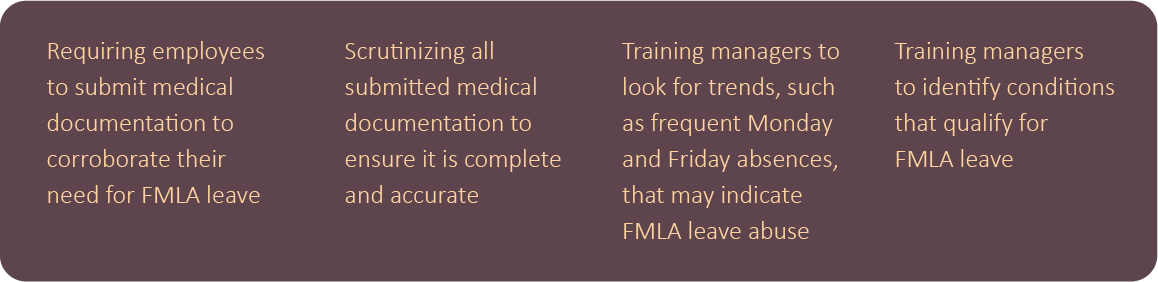 Requiring employees
to submit medical
documentation to
corroborate their
need for FMLA leave
Scrutinizing all
submitted medical
documentation to
ensure it is complete
and accurate
Training managers to
look for trends, such
as frequent Monday
and Friday absences,
that may indicate
FMLA leave abuse
Training managers
to identify conditions
that qualify for
FMLA leave